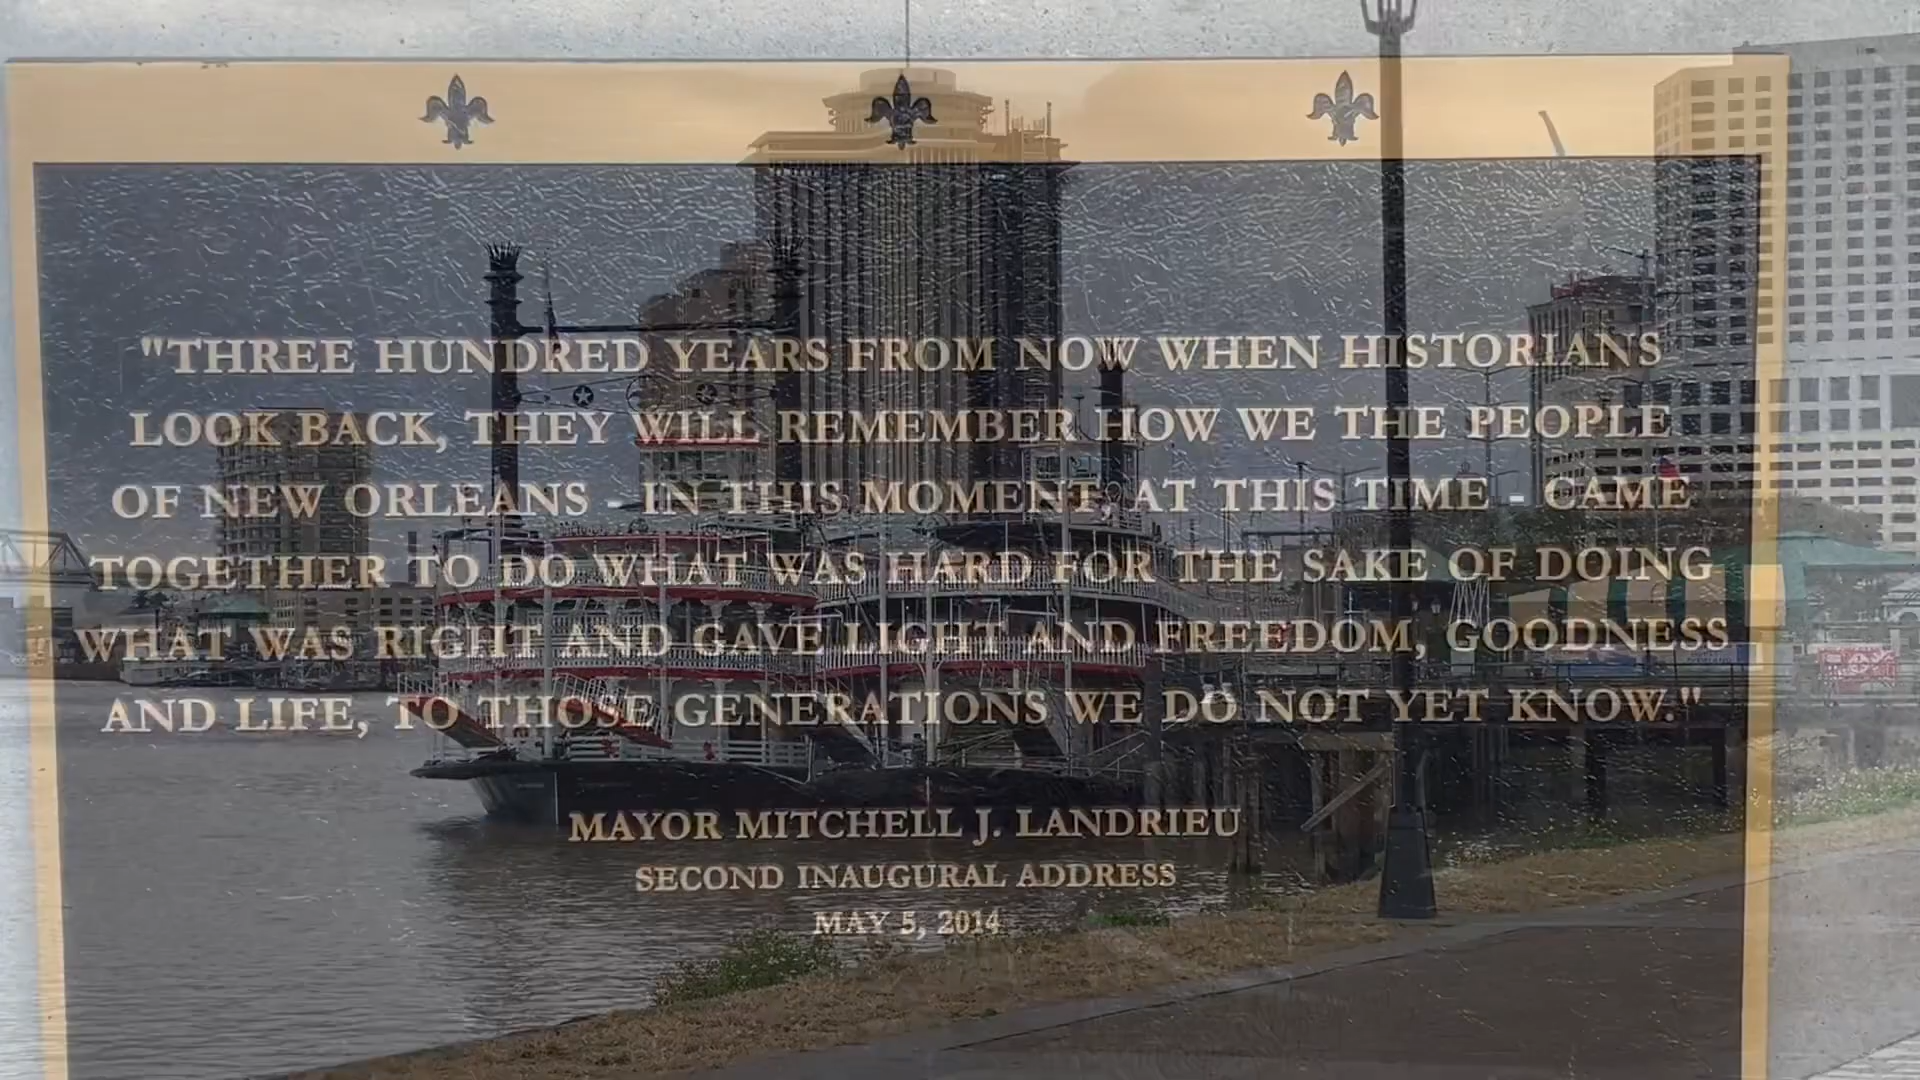 "THREE HUNDRED YEARS FROM NOW WHEN HISTORIANS
LOOK BACK, THEY WILL REMEMBER HOW WE THE PEOPLE
OF NEW ORLEANS - IN THIS MOMENT, AT THIS TIME - CAME
TOGETHER TO DO WHAT WAS HARD FOR THE SAKE OF DOING
WHAT WAS RIGHT AND GAVE LIGHT AND FREEDOM, GOODNESS
AND LIFE, TO THOSE GENERATIONS WE DO NOT YET KNOW."
MAYOR MITCHELL J. LANDRIEU
SECOND INAUGURAL ADDRESS
MAY 5, 2014